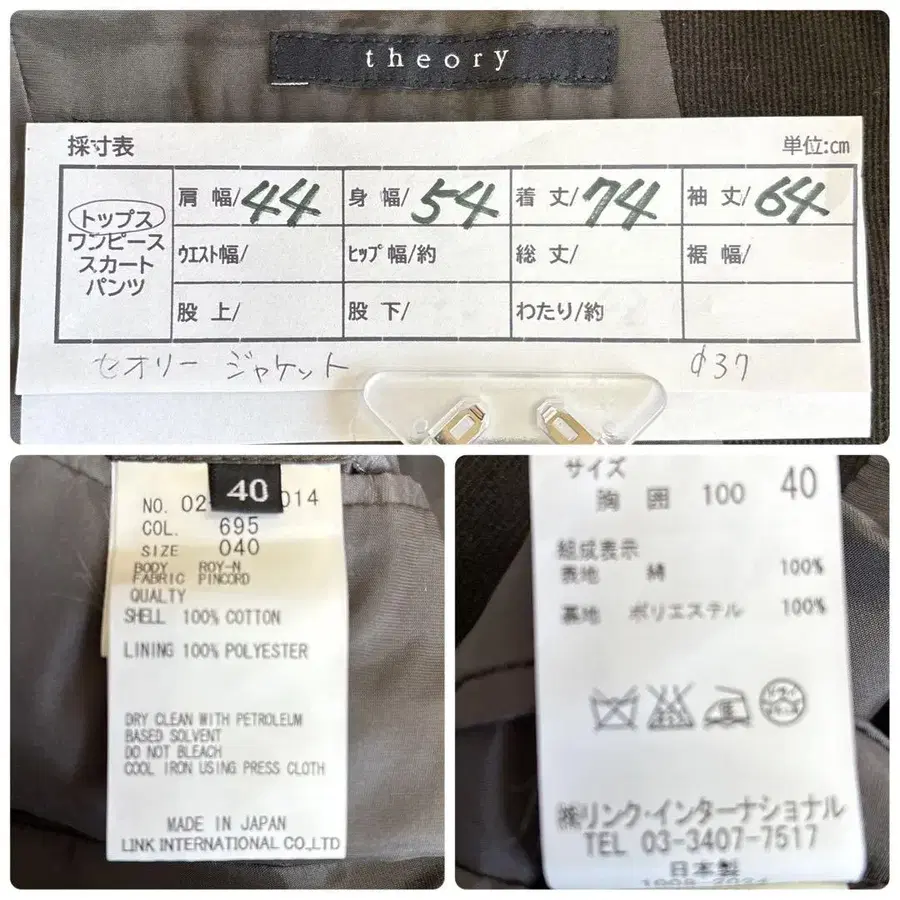 theory
採寸表 単位:cm
トップス
ワンピース
スカート
パンツ
肩 幅/44 身 幅/54 着 丈/74 袖 丈/64
ウエスト幅/ ヒップ幅/約 総 丈/ 裾 幅/
股 上/ 股 下/ わたり/約
セオリー ジャケット
40
NO. 02 014
COL. 695
SIZE 040
BODY ROY-N
FABRIC PINCORD
QUALTY
SHELL 100% COTTON
LINING 100% POLYESTER
DRY CLEAN WITH PETROLEUM
BASED SOLVENT
DO NOT BLEACH
COOL IRON USING PRESS CLOTH
MADE IN JAPAN
LINK INTERNATIONAL CO.,LTD
サイズ 40
胸 囲 100
組成表示
表地 綿 100%
裏地 ポリエステル 100%
㈱リンク・インターナショナル
TEL 03-3407-7517
日本製